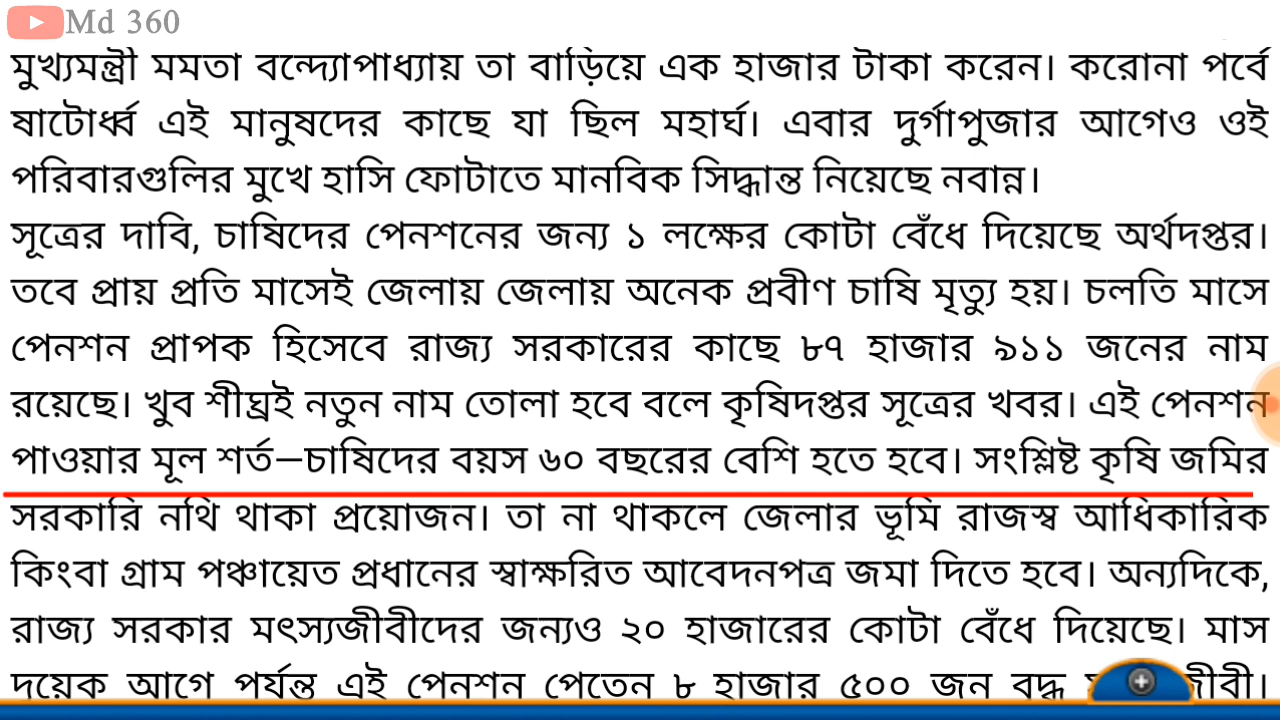 Md 360
মুখ্যমন্ত্রী মমতা বন্দ্যোপাধ্যায় তা বাড়িয়ে এক হাজার টাকা করেন। করোনা পর্বে
ষাটোর্ধ্ব এই মানুষদের কাছে যা ছিল মহার্ঘ। এবার দুর্গাপুজার আগেও ওই
পরিবারগুলির মুখে হাসি ফোটাতে মানবিক সিদ্ধান্ত নিয়েছে নবান্ন।
সূত্রের দাবি, চাষিদের পেনশনের জন্য ১ লক্ষের কোটা বেঁধে দিয়েছে অর্থদপ্তর।
তবে প্রায় প্রতি মাসেই জেলায় জেলায় অনেক প্রবীণ চাষি মৃত্যু হয়। চলতি মাসে
পেনশন প্রাপক হিসেবে রাজ্য সরকারের কাছে ৮৭ হাজার ৯১১ জনের নাম
রয়েছে। খুব শীঘ্রই নতুন নাম তোলা হবে বলে কৃষিদপ্তর সূত্রের খবর। এই পেনশন
পাওয়ার মূল শর্ত—চাষিদের বয়স ৬০ বছরের বেশি হতে হবে। সংশ্লিষ্ট কৃষি জমির
সরকারি নথি থাকা প্রয়োজন। তা না থাকলে জেলার ভূমি রাজস্ব আধিকারিক
কিংবা গ্রাম পঞ্চায়েত প্রধানের স্বাক্ষরিত আবেদনপত্র জমা দিতে হবে। অন্যদিকে,
রাজ্য সরকার মৎস্যজীবীদের জন্যও ২০ হাজারের কোটা বেঁধে দিয়েছে। মাস
দুয়েক আগে পর্যন্ত এই পেনশন পেতেন ৮ হাজার ৫০০ জন বৃদ্ধ